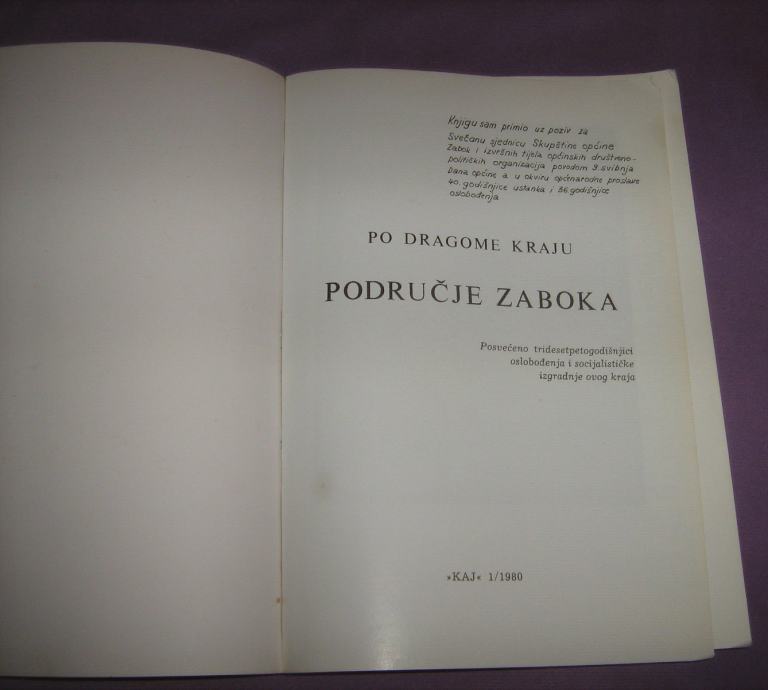 Knjigu sam primio uz poziv za
Svečanu sjednicu Skupštine općine
Zabok i izvršnih tijela općinskih društveno-
političkih organizacija povodom 9. svibnja
Dana općine a u okviru općenarodne proslave
40. godišnjice ustanka i 36 godišnjice
oslobođenja
PO DRAGOME KRAJU
PODRUČJE ZABOKA
Posvećeno tridesetpetogodišnjici
oslobođenja i socijalističke
izgradnje ovog kraja
»KAJ« 1/1980